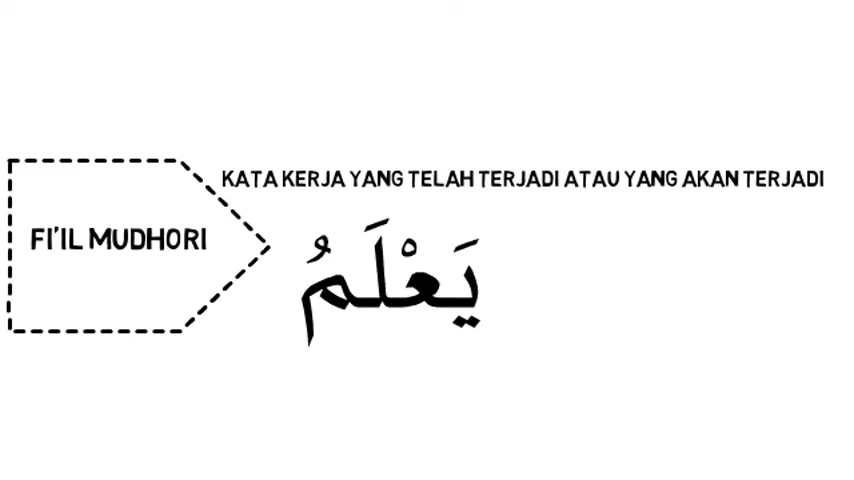 KATA KERJA YANG TELAH TERJADI ATAU YANG AKAN TERJADI
FI'IL MUDHORI
يَعْلَمُ